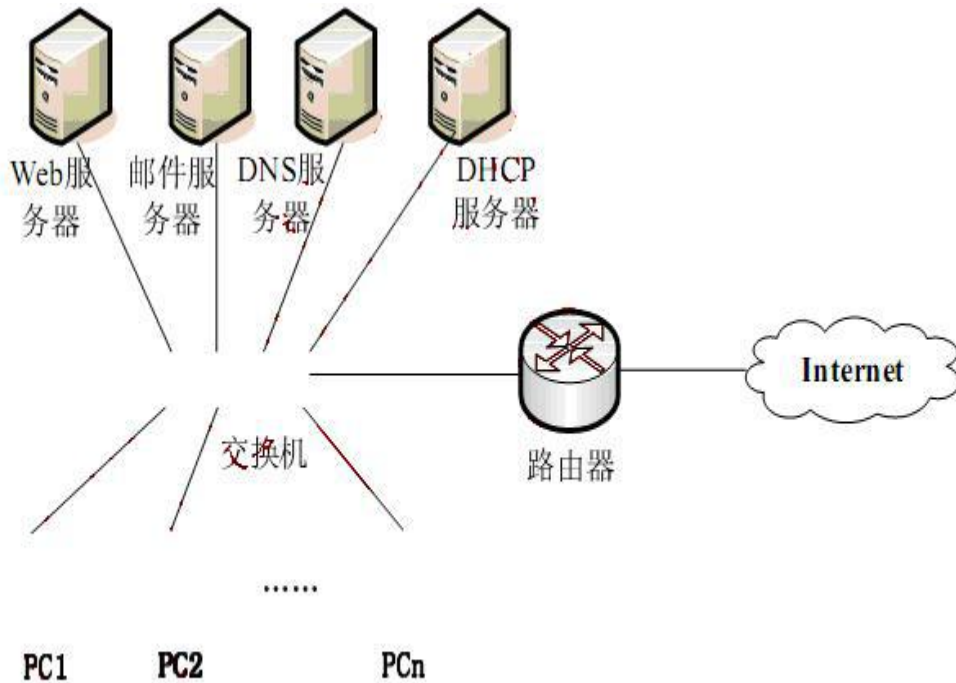 Web服
务器
邮件服
务器
DNS服
务器
DHCP
服务器
Internet
交换机
路由器
……
PC1
PC2
PCn